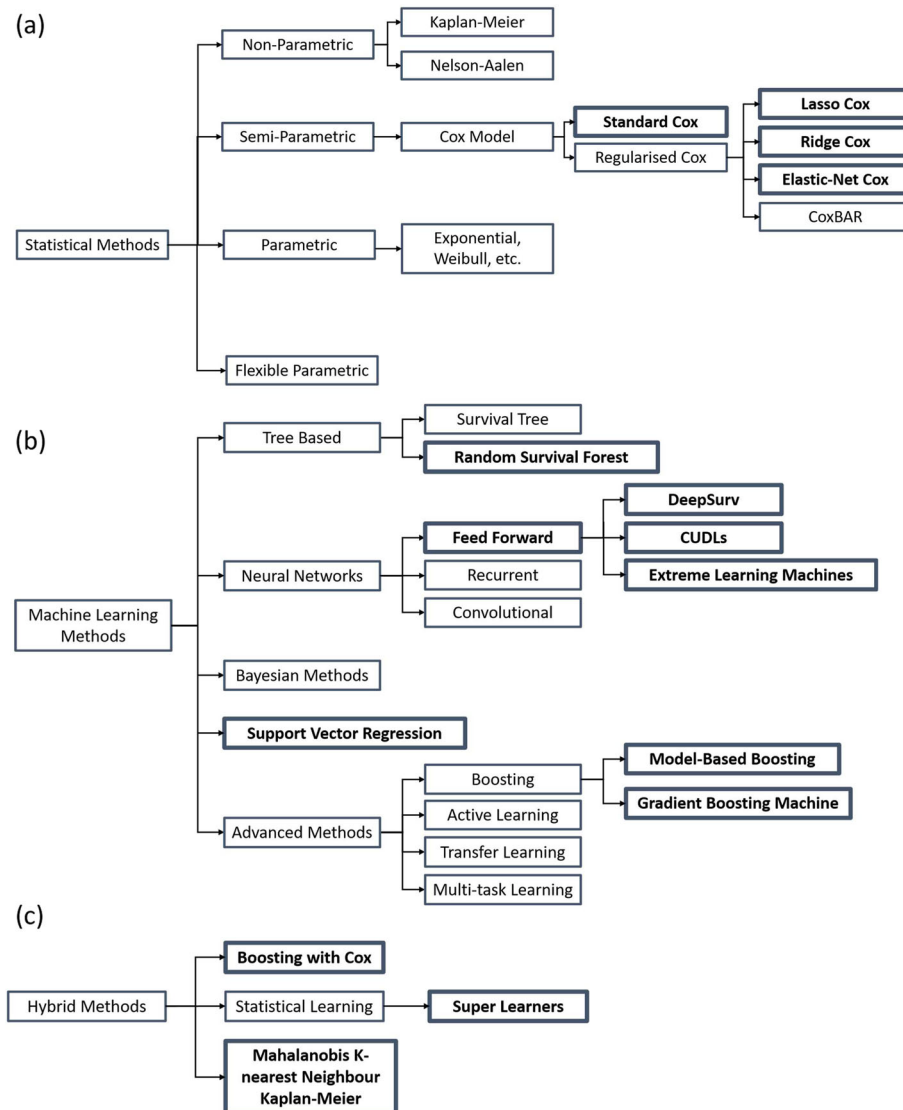 (a)
Non-Parametric
Kaplan-Meier
Nelson-Aalen
Semi-Parametric
Cox Model
Standard Cox
Regularised Cox
Lasso Cox
Ridge Cox
Elastic-Net Cox
CoxBAR
Statistical Methods
Parametric
Exponential,
Weibull, etc.
Flexible Parametric
(b)
Tree Based
Survival Tree
Random Survival Forest
Neural Networks
Feed Forward
Recurrent
Convolutional
DeepSurv
CUDLs
Extreme Learning Machines
Machine Learning
Methods
Bayesian Methods
Support Vector Regression
Advanced Methods
Boosting
Active Learning
Transfer Learning
Multi-task Learning
Model-Based Boosting
Gradient Boosting Machine
(c)
Boosting with Cox
Hybrid Methods
Statistical Learning
Super Learners
Mahalanobis K-
nearest Neighbour
Kaplan-Meier